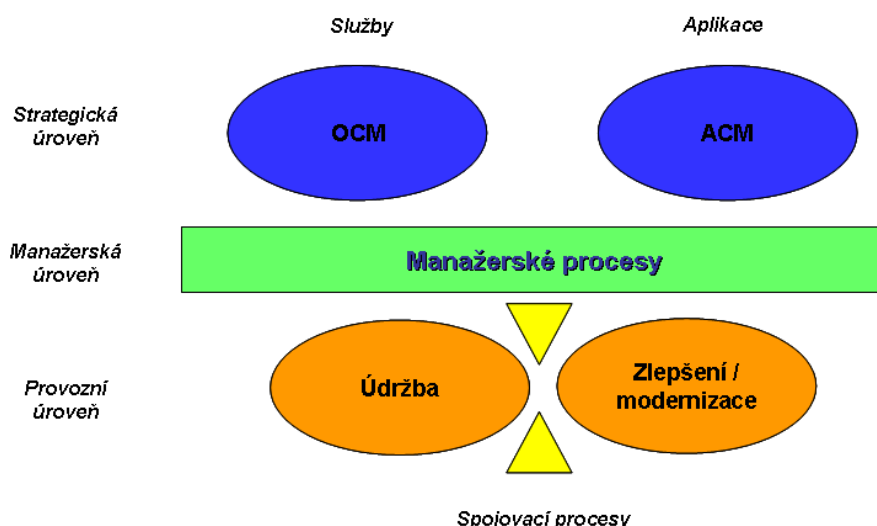 Služby
Aplikace
Strategická
úroveň
OCM
ACM
Manažerská
úroveň
Manažerské procesy
Provozní
úroveň
Údržba
Zlepšení /
modernizace
Spojovací procesy